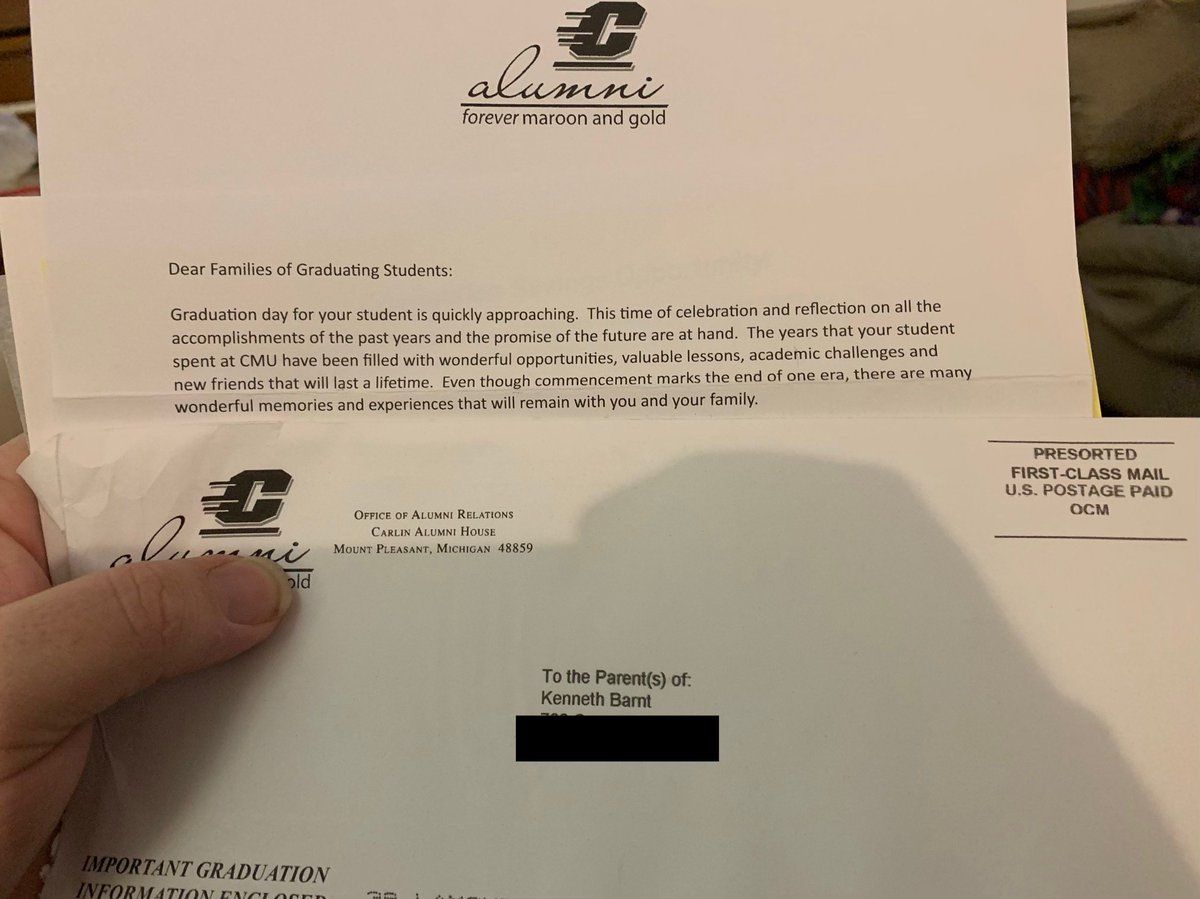 C
alumni
forever maroon and gold
Dear Families of Graduating Students:
Graduation day for your student is quickly approaching. This time of celebration and reflection on all the
accomplishments of the past years and the promise of the future are at hand. The years that your student
spent at CMU have been filled with wonderful opportunities, valuable lessons, academic challenges and
new friends that will last a lifetime. Even though commencement marks the end of one era, there are many
wonderful memories and experiences that will remain with you and your family.
C
alumni
OFFICE OF ALUMNI RELATIONS
CARLIN ALUMNI HOUSE
MOUNT PLEASANT, MICHIGAN 48859
PRESORTED
FIRST-CLASS MAIL
U.S. POSTAGE PAID
OCM
To the Parent(s) of:
Kenneth Barnt
IMPORTANT GRADUATION
INFORMATION ENCLOSED